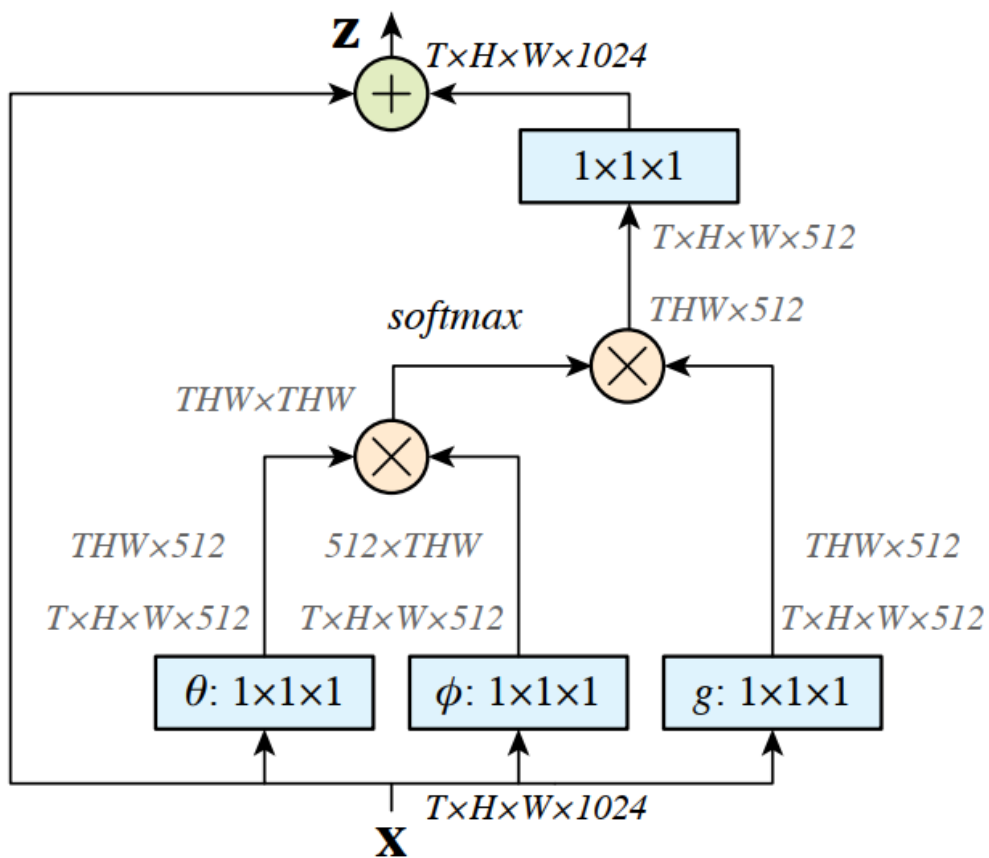 z
T×H×W×1024
+
1×1×1
T×H×W×512
THW×512
softmax
×
THW×THW
×
THW×512 512×THW THW×512
T×H×W×512 T×H×W×512 T×H×W×512
θ: 1×1×1 ϕ: 1×1×1 g: 1×1×1
T×H×W×1024
x